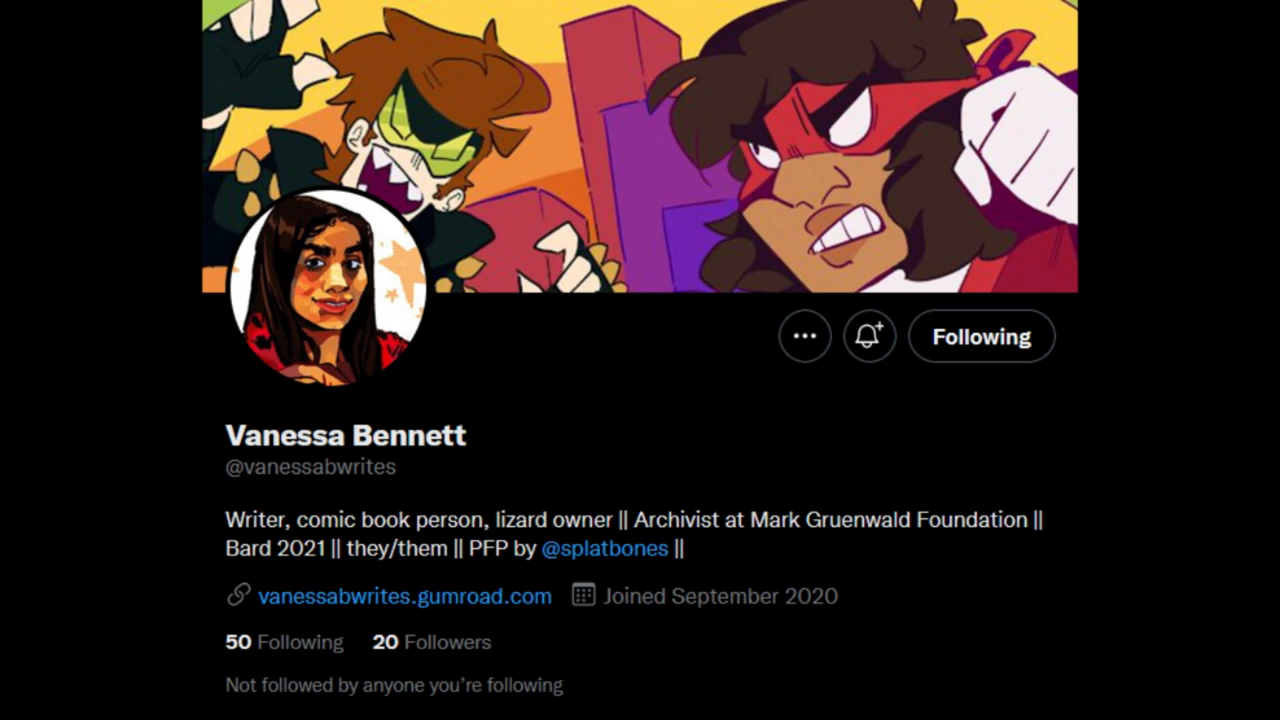 Following
Vanessa Bennett
@vanessabwrites
Writer, comic book person, lizard owner || Archivist at Mark Gruenwald Foundation ||
Bard 2021 || they/them || PFP by @splatbones ||
vanessabwrites.gumroad.com Joined September 2020
50 Following 20 Followers
Not followed by anyone you’re following